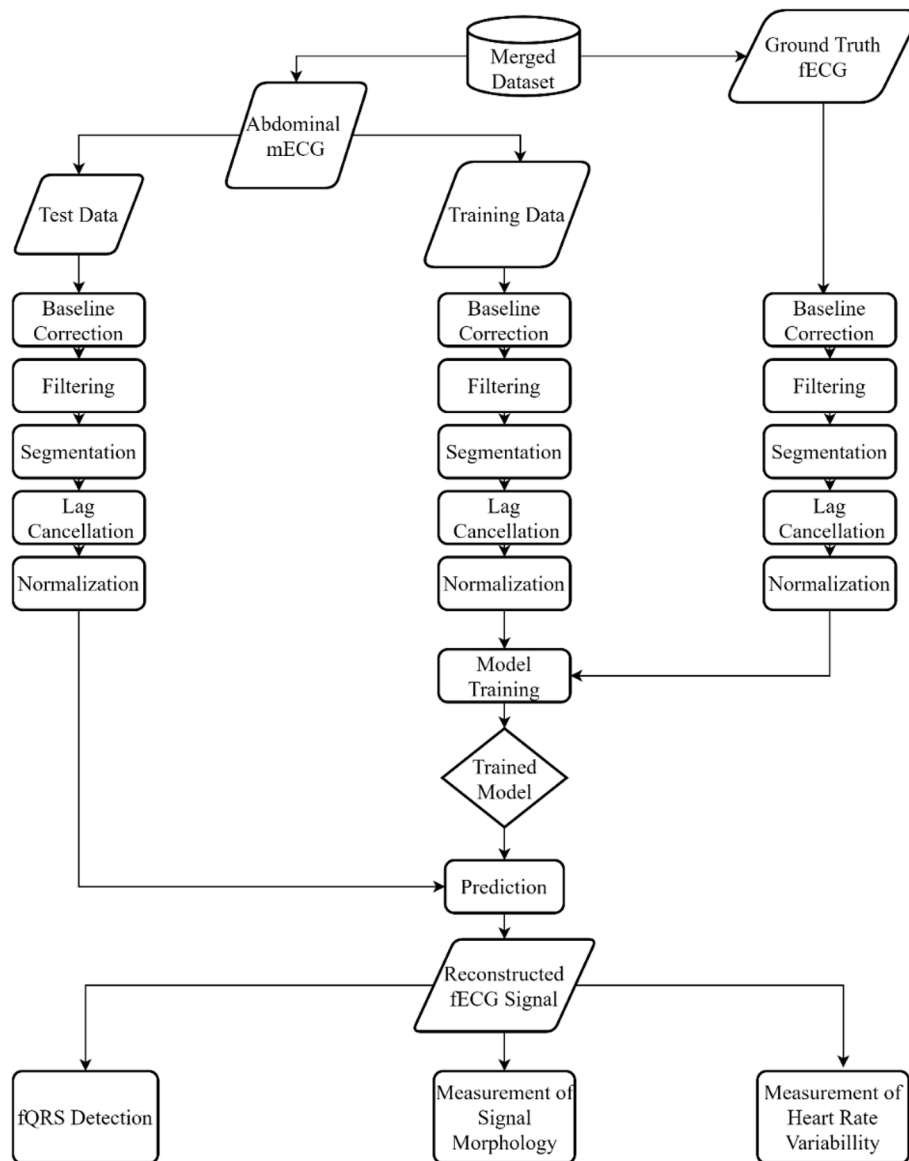 Merged
Dataset
Ground Truth
fECG
Abdominal
mECG
Test Data
Training Data
Baseline
Correction
Filtering
Segmentation
Lag
Cancellation
Normalization
Baseline
Correction
Filtering
Segmentation
Lag
Cancellation
Normalization
Baseline
Correction
Filtering
Segmentation
Lag
Cancellation
Normalization
Model
Training
Trained
Model
Prediction
Reconstructed
fECG Signal
fQRS Detection
Measurement of
Signal
Morphology
Measurement of
Heart Rate
Variabillity